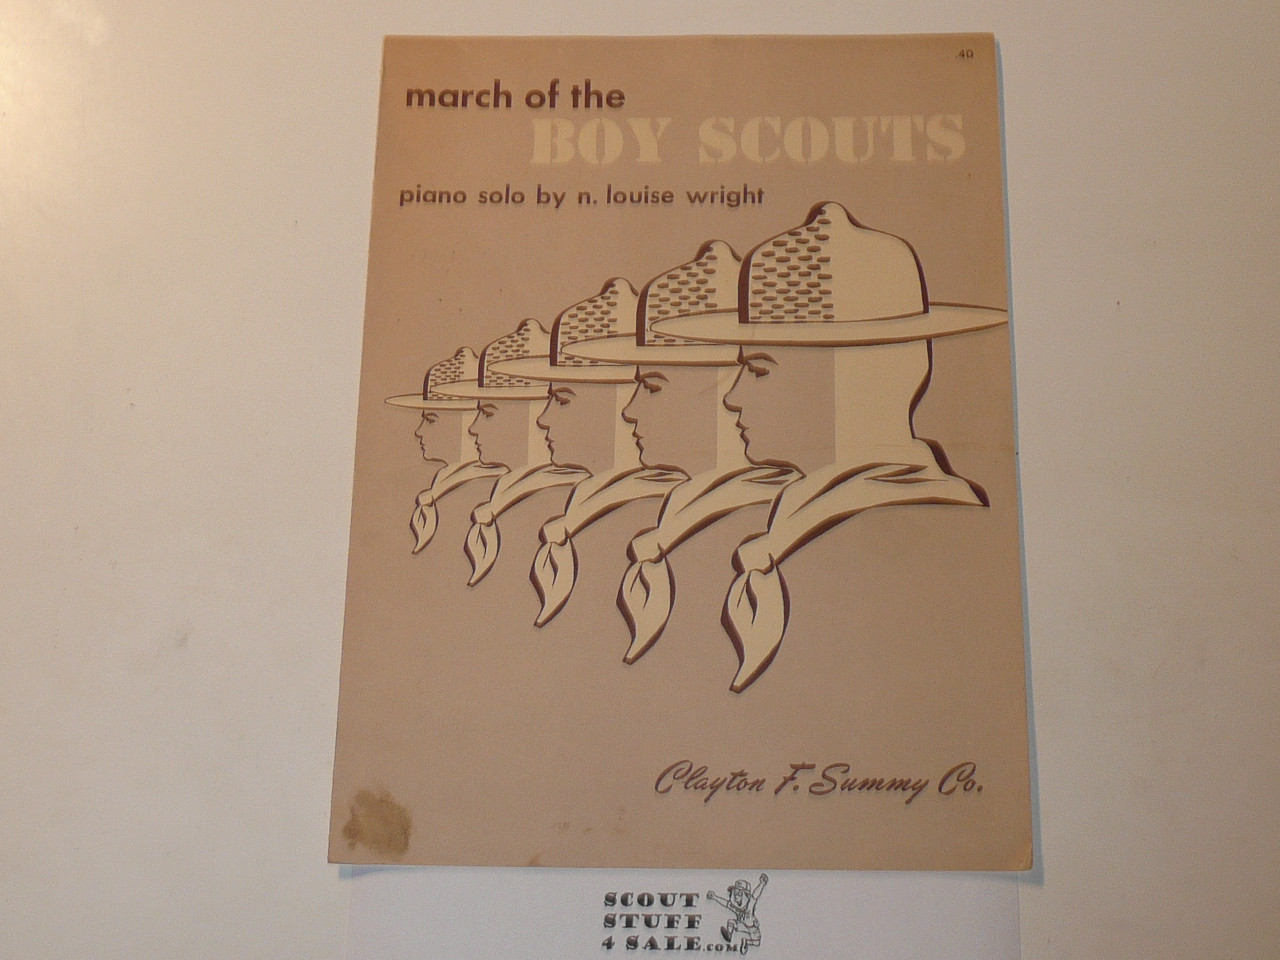 .40
march of the
BOY SCOUTS
piano solo by n. louise wright
Clayton F. Summy Co.
SCOUT
STUFF
4 SALE.COM